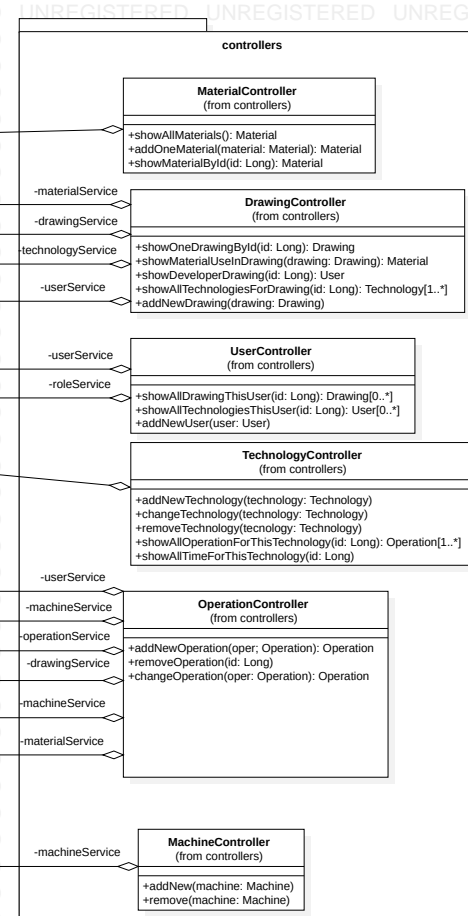 UNREGISTERED UNREGISTERED UNREG
controllers
MaterialController
(from controllers)
+showAllMaterials(): Material
+addOneMaterial(material: Material): Material
+showMaterialById(id: Long): Material
-materialService
-drawingService
-technologyService
-userService
DrawingController
(from controllers)
+showOneDrawingById(id: Long): Drawing
+showMaterialUseInDrawing(drawing: Drawing): Material
+showDeveloperDrawing(id: Long): User
+showAllTechnologiesForDrawing(id: Long): Technology[1..*]
+addNewDrawing(drawing: Drawing)
-userService
-roleService
UserController
(from controllers)
+showAllDrawingThisUser(id: Long): Drawing[0..*]
+showAllTechnologiesThisUser(id: Long): User[0..*]
+addNewUser(user: User)
TechnologyController
(from controllers)
+addNewTechnology(technology: Technology)
+changeTechnology(technology: Technology)
+removeTechnology(tecnology: Technology)
+showAllOperationForThisTechnology(id: Long): Operation[1..*]
+showAllTimeForThisTechnology(id: Long)
-userService
-machineService
-operationService
-drawingService
-machineService
-materialService
OperationController
(from controllers)
+addNewOperation(oper; Operation): Operation
+removeOperation(id: Long)
+changeOperation(oper: Operation): Operation
-machineService
MachineController
(from controllers)
+addNew(machine: Machine)
+remove(machine: Machine)